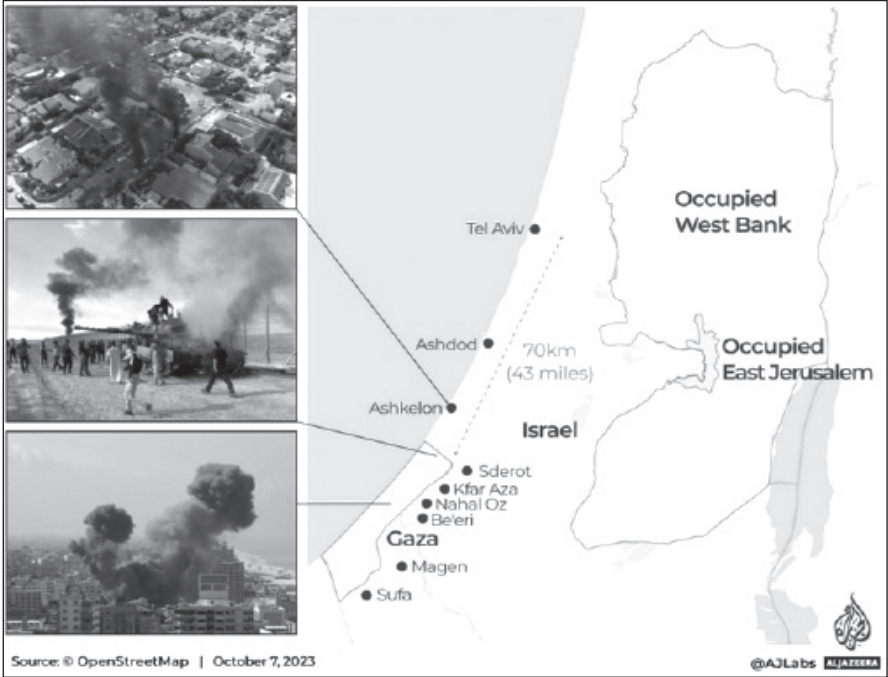 Tel Aviv
Occupied
West Bank
Ashdod
70km
(43 miles)
Occupied
East Jerusalem
Ashkelon
Israel
Sderot
Kfar Aza
Nahal Oz
Be'eri
Gaza
Magen
Sufa
Source: © OpenStreetMap | October 7, 2023
@AJLabs ALJAZEERA